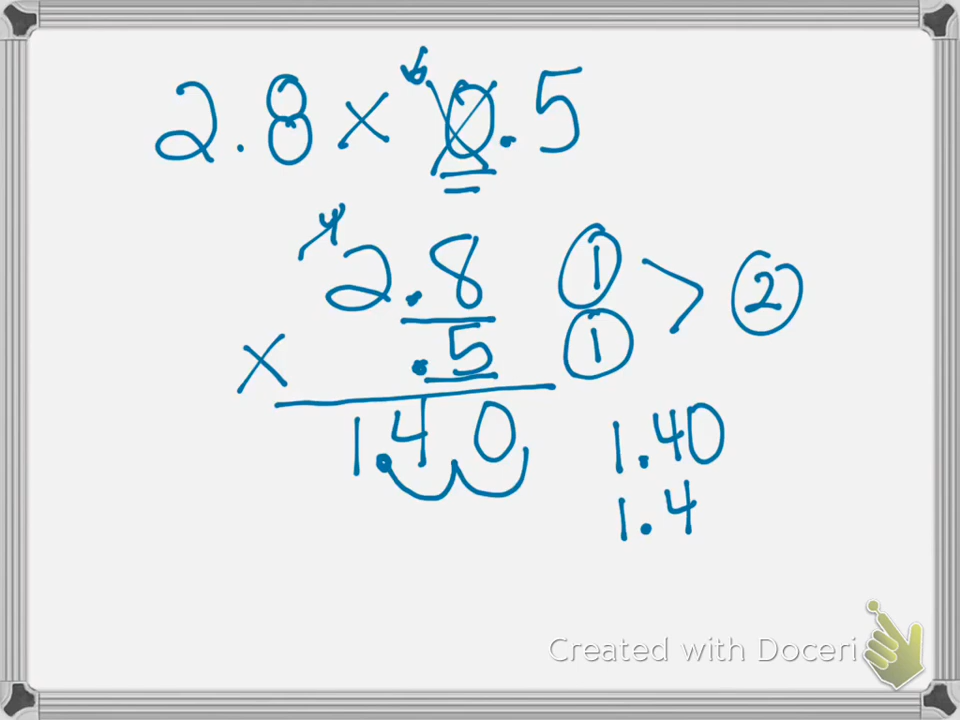 2.8 × 0.5
4
2.8 1
× .5 1 > 2
1.40
1.40
1.4
Created with Doceri